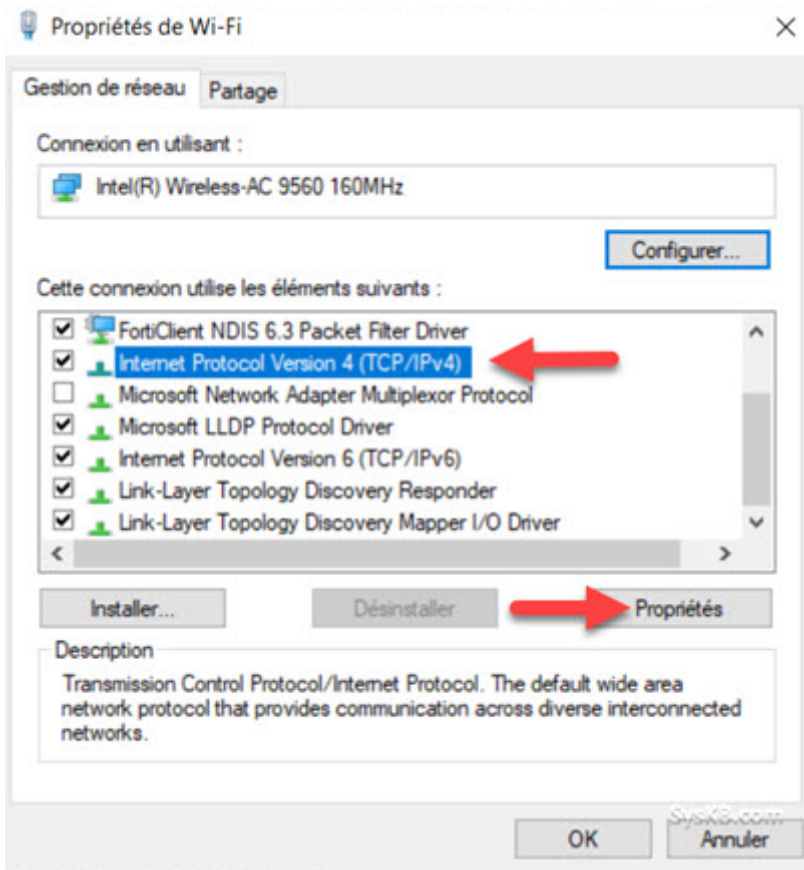 Propriétés de Wi-Fi
Gestion de réseau
Partage
Connexion en utilisant :
Intel(R) Wireless-AC 9560 160MHz
Configurer...
Cette connexion utilise les éléments suivants :
FortiClient NDIS 6.3 Packet Filter Driver
Internet Protocol Version 4 (TCP/IPv4)
Microsoft Network Adapter Multiplexor Protocol
Microsoft LLDP Protocol Driver
Internet Protocol Version 6 (TCP/IPv6)
Link-Layer Topology Discovery Responder
Link-Layer Topology Discovery Mapper I/O Driver
Installer...
Désinstaller
Propriétés
Description
Transmission Control Protocol/Internet Protocol. The default wide area
network protocol that provides communication across diverse interconnected
networks.
SysKB.com
OK
Annuler